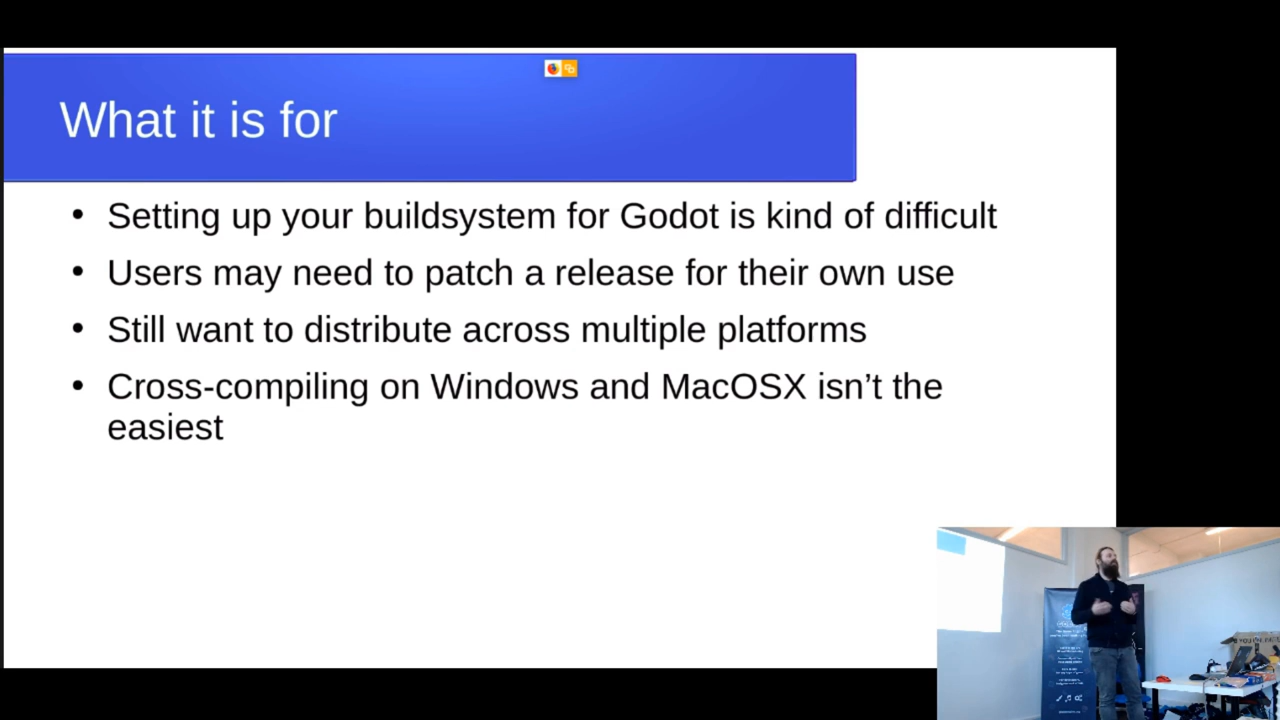 What it is for
• Setting up your buildsystem for Godot is kind of difficult
• Users may need to patch a release for their own use
• Still want to distribute across multiple platforms
• Cross-compiling on Windows and MacOSX isn’t the
easiest